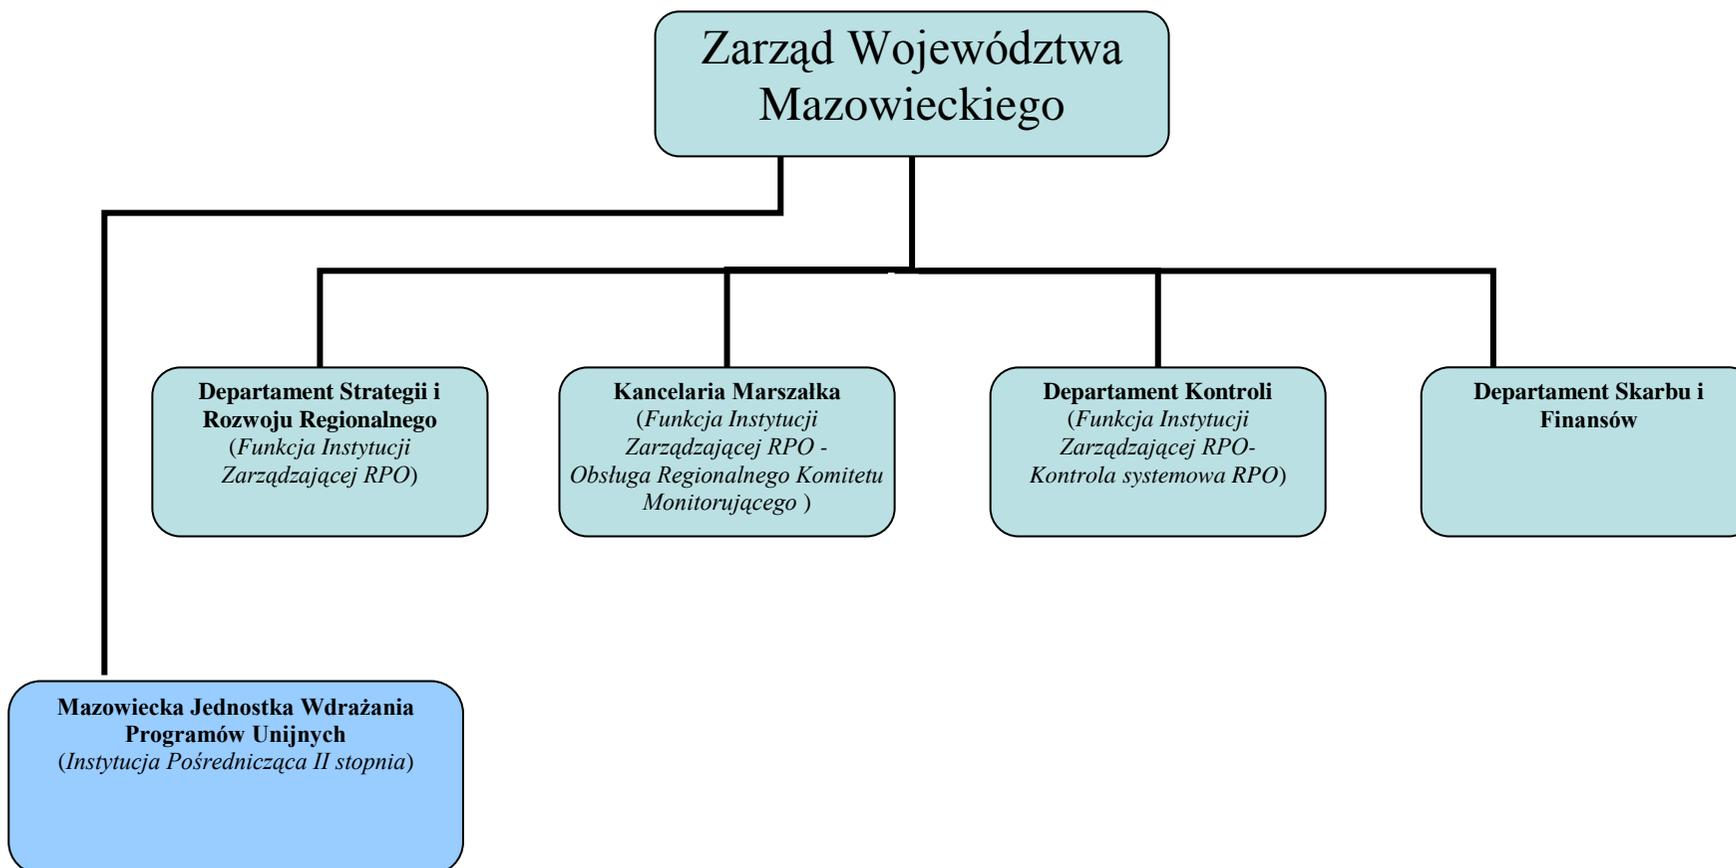 Zarząd Województwa
Mazowieckiego
Departament Strategii i
Rozwoju Regionalnego
(Funkcja Instytucji
Zarządzającej RPO)
Kancelaria Marszałka
(Funkcja Instytucji
Zarządzającej RPO -
Obsługa Regionalnego Komitetu
Monitorującego )
Departament Kontroli
(Funkcja Instytucji
Zarządzającej RPO-
Kontrola systemowa RPO)
Departament Skarbu i
Finansów
Mazowiecka Jednostka Wdrażania
Programów Unijnych
(Instytucja Pośrednicząca II stopnia)